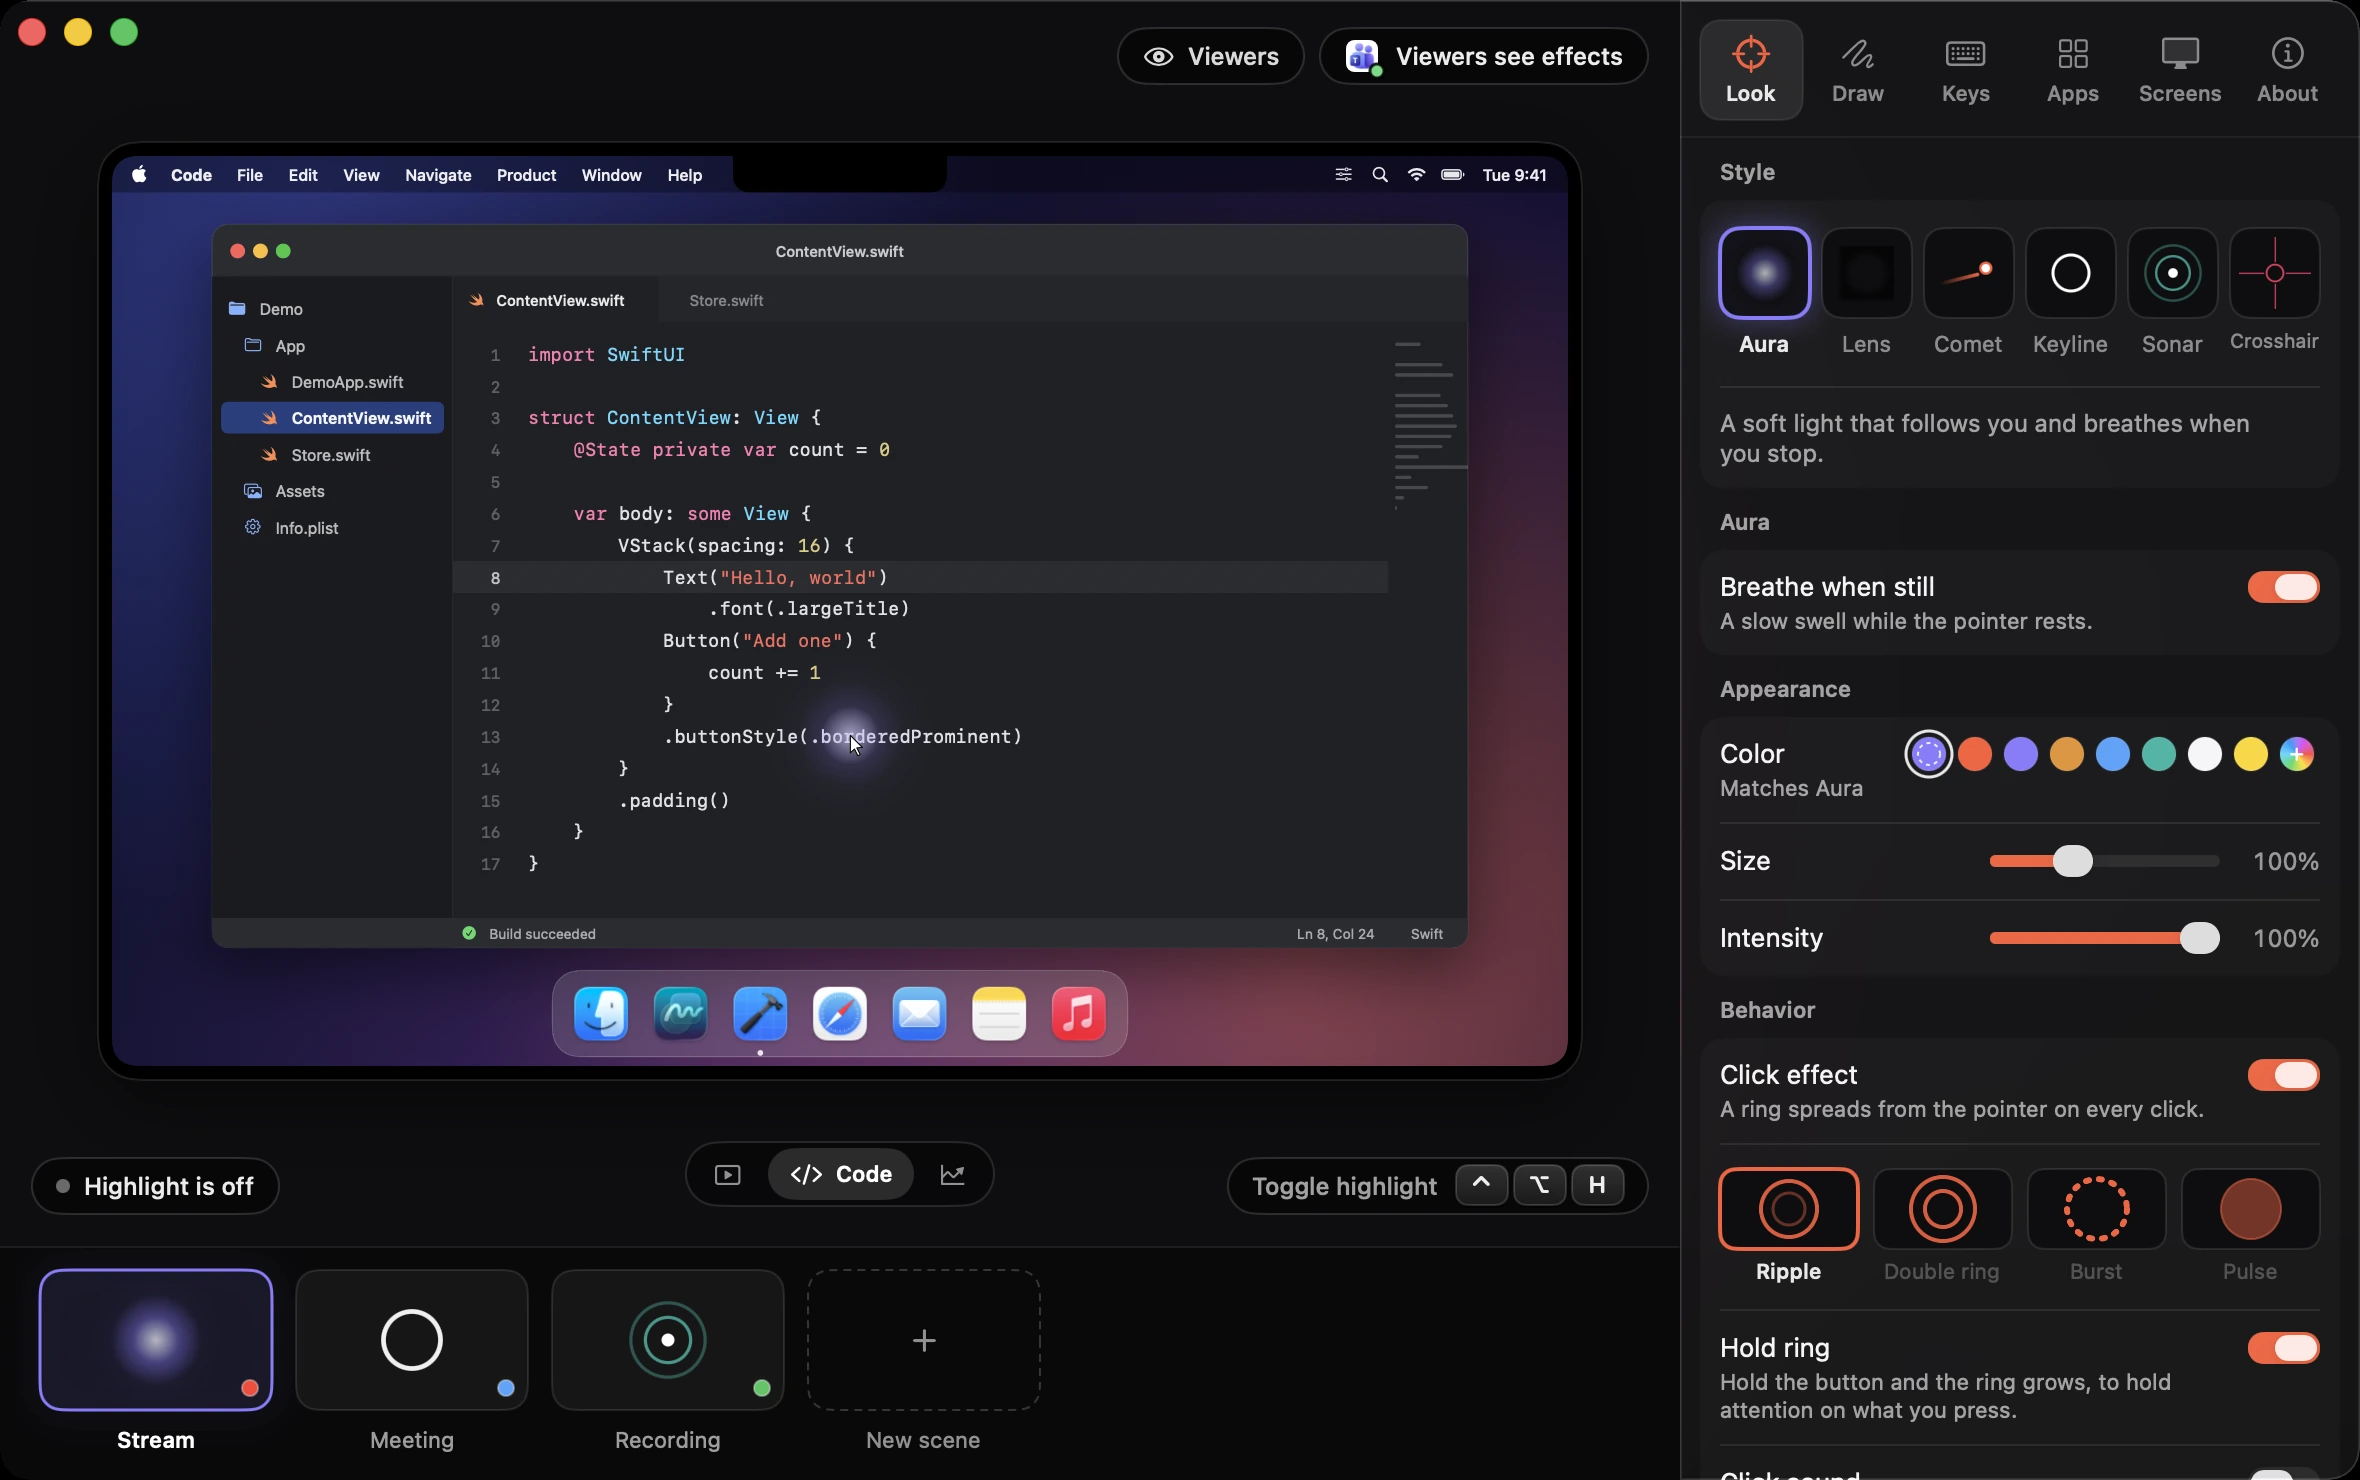 Viewers
Viewers see effects
Look
Draw
Keys
Apps
Screens
About
Code File Edit View Navigate Product Window Help
Tue 9:41
ContentView.swift
Demo
App
DemoApp.swift
ContentView.swift
Store.swift
Assets
Info.plist
ContentView.swift
Store.swift
1 import SwiftUI
2
3 struct ContentView: View {
4 @State private var count = 0
5
6 var body: some View {
7 VStack(spacing: 16) {
8 Text("Hello, world")
9 .font(.largeTitle)
10 Button("Add one") {
11 count += 1
12 }
13 .buttonStyle(.borderedProminent)
14 }
15 .padding()
16 }
17 }
Build succeeded
Ln 8, Col 24
Swift
Highlight is off
</> Code
Toggle highlight ^ ⌥ H
Stream
Meeting
Recording
+
New scene
Style
Aura
Lens
Comet
Keyline
Sonar
Crosshair
A soft light that follows you and breathes when
you stop.
Aura
Breathe when still
A slow swell while the pointer rests.
Appearance
Color
Matches Aura
Size
100%
Intensity
100%
Behavior
Click effect
A ring spreads from the pointer on every click.
Ripple
Double ring
Burst
Pulse
Hold ring
Hold the button and the ring grows, to hold
attention on what you press.
Click sound